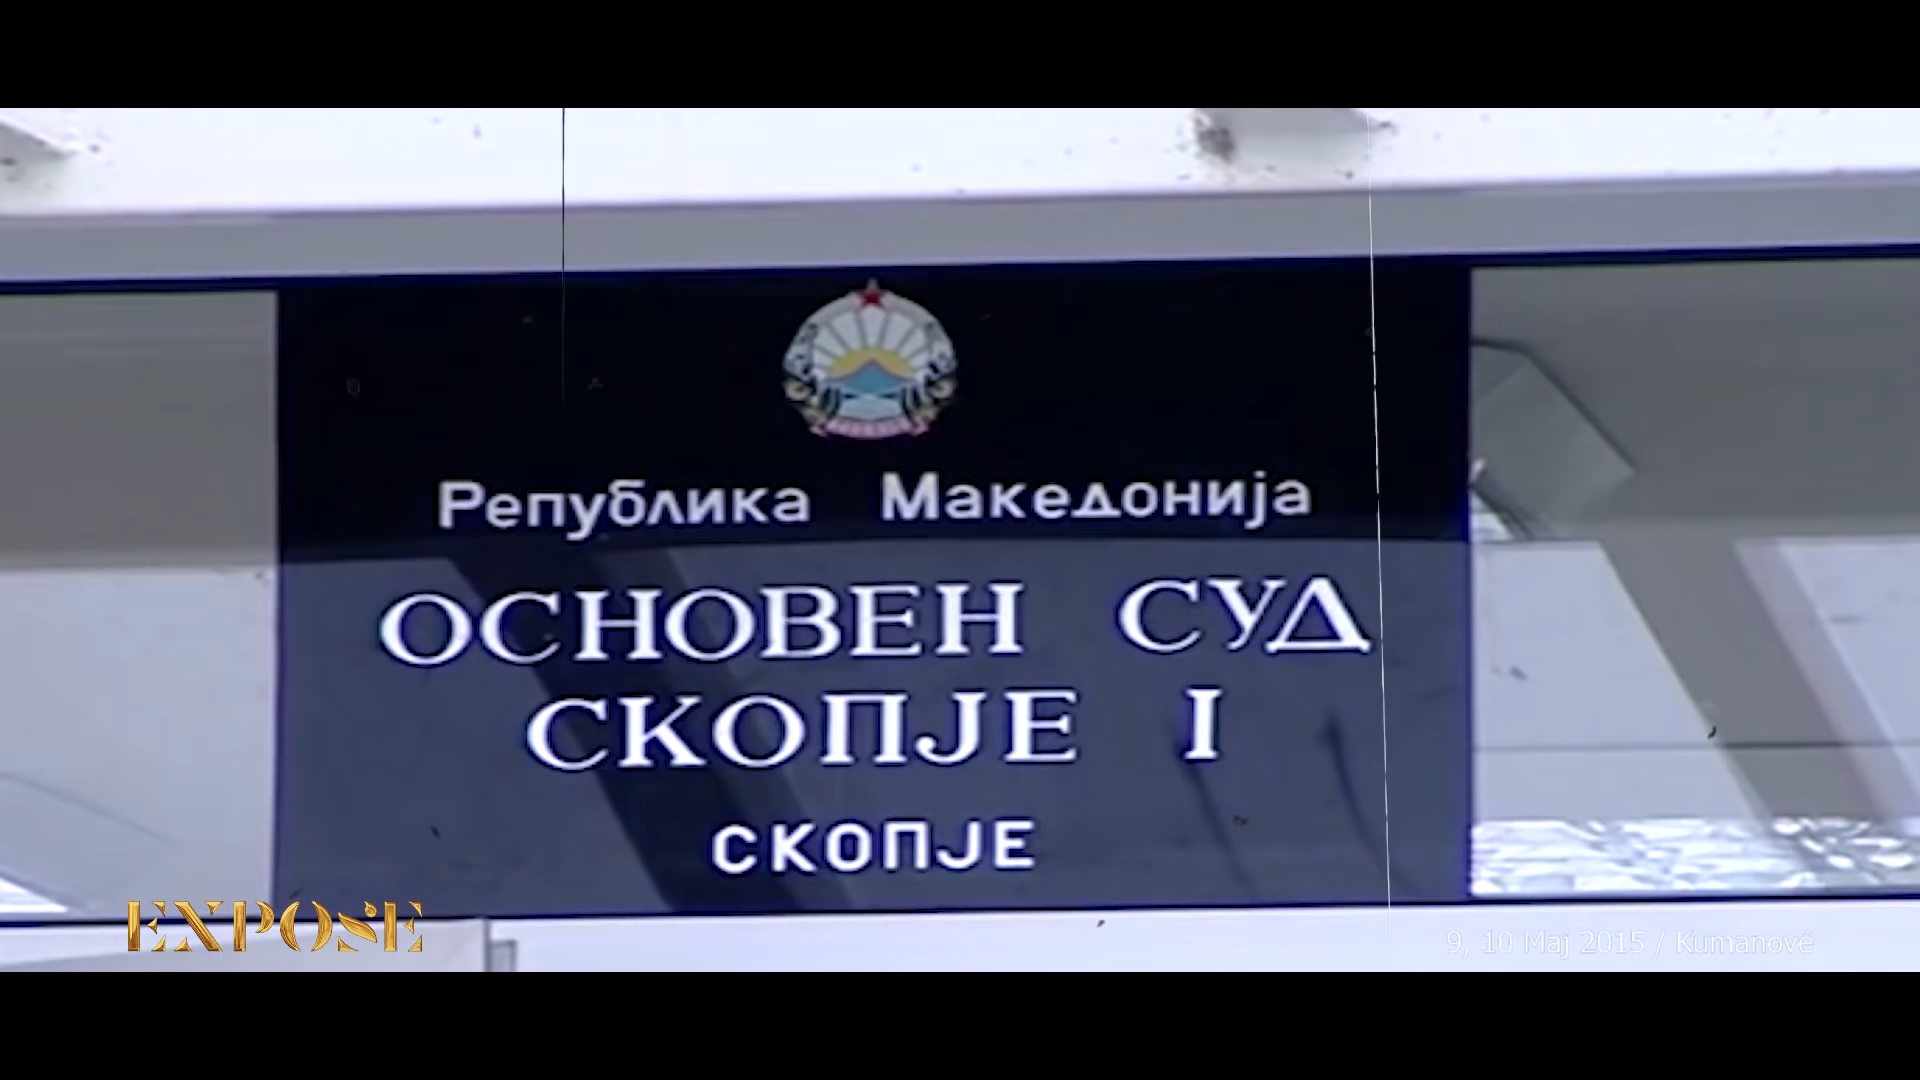 Република Македонија
ОСНОВЕН СУД
СКОПЈЕ I
СКОПЈЕ
EXPOSE
9, 10 Maj 2015 / Kumanovë